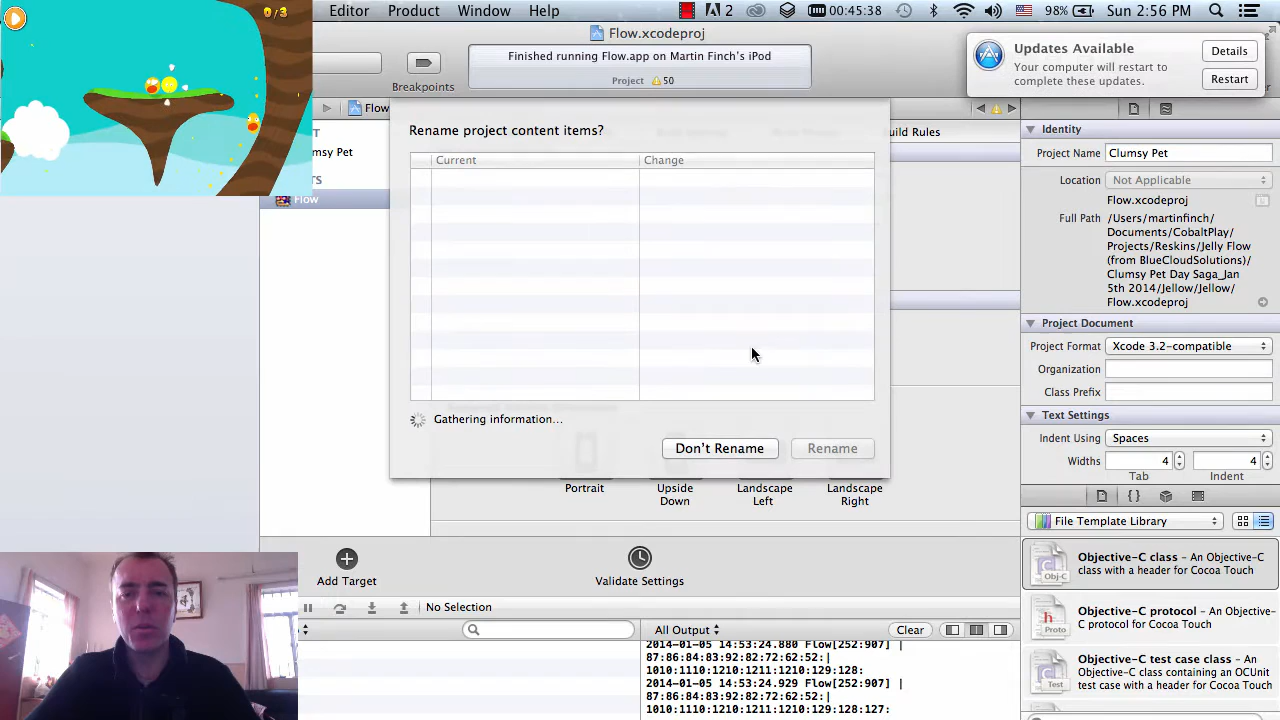 0/3
Editor Product Window Help
2 00:45:38 98% Sun 2:56 PM
Flow.xcodeproj
Finished running Flow.app on Martin Finch's iPod
Project 50
Breakpoints
Updates Available
Your computer will restart to
complete these updates.
Details
Restart
Flow
uild Rules
lumsy Pet
Flow
Rename project content items?
Current Change
Gathering information...
Don't Rename Rename
Portrait
Upside
Down
Landscape
Left
Landscape
Right
Add Target
Validate Settings
No Selection
All Output
Clear
2014-01-05 14:53:24.880 Flow[252:907] |
87:86:84:83:92:82:72:62:52:|
1010:1110:1210:1211:1210:129:128:
2014-01-05 14:53:24.929 Flow[252:907] |
87:86:84:83:92:82:72:62:52:|
1010:1110:1210:1211:1210:129:128:127:
Identity
Project Name Clumsy Pet
Location Not Applicable
Flow.xcodeproj
Full Path /Users/martinfinch/
Documents/CobaltPlay/
Projects/Reskins/Jelly Flow
(from BlueCloudSolutions)/
Clumsy Pet Day Saga_Jan
5th 2014/Jellow/Jellow/
Flow.xcodeproj
Project Document
Project Format Xcode 3.2-compatible
Organization
Class Prefix
Text Settings
Indent Using Spaces
Widths 4 4
Tab Indent
File Template Library
Objective-C class – An Objective-C
class with a header for Cocoa Touch
Objective-C protocol – An Objective-
C protocol for Cocoa Touch
Objective-C test case class – An
Objective-C class containing an OCUnit
test case with a header for Cocoa Touch